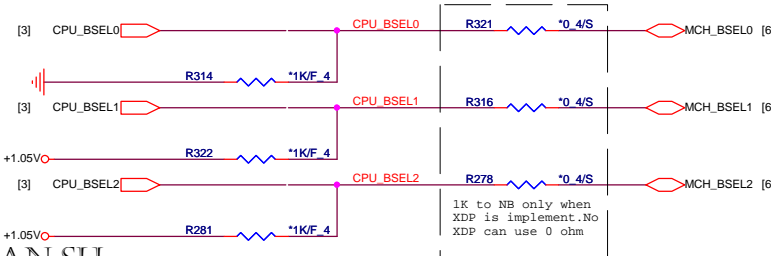 [3] CPU_BSEL0 CPU_BSEL0 R321 *0_4/S MCH_BSEL0 [6
R314 *1K/F_4
[3] CPU_BSEL1 CPU_BSEL1 R316 *0_4/S MCH_BSEL1 [6
+1.05V R322 *1K/F_4
[3] CPU_BSEL2 CPU_BSEL2 R278 *0_4/S MCH_BSEL2 [6
1K to NB only when
XDP is implement.No
XDP can use 0 ohm
+1.05V R281 *1K/F_4